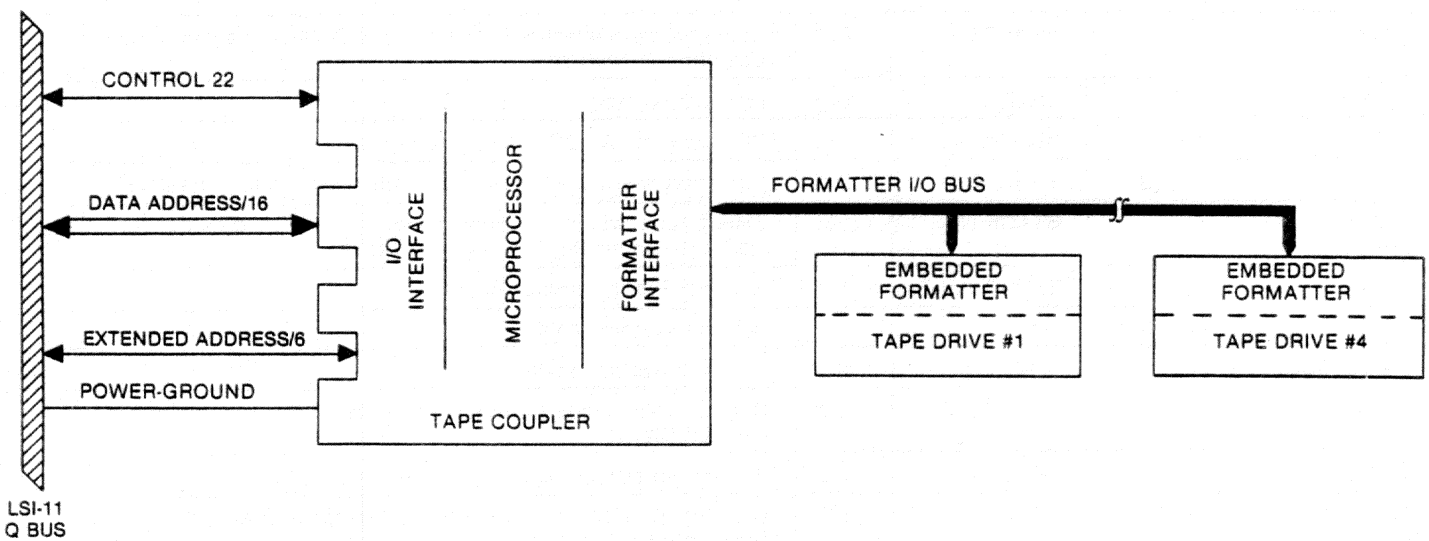 CONTROL 22
DATA ADDRESS/16
EXTENDED ADDRESS/6
POWER-GROUND
LSI-11
Q BUS
I/O
INTERFACE
MICROPROCESSOR
FORMATTER
INTERFACE
TAPE COUPLER
FORMATTER I/O BUS
EMBEDDED
FORMATTER
TAPE DRIVE #1
EMBEDDED
FORMATTER
TAPE DRIVE #4